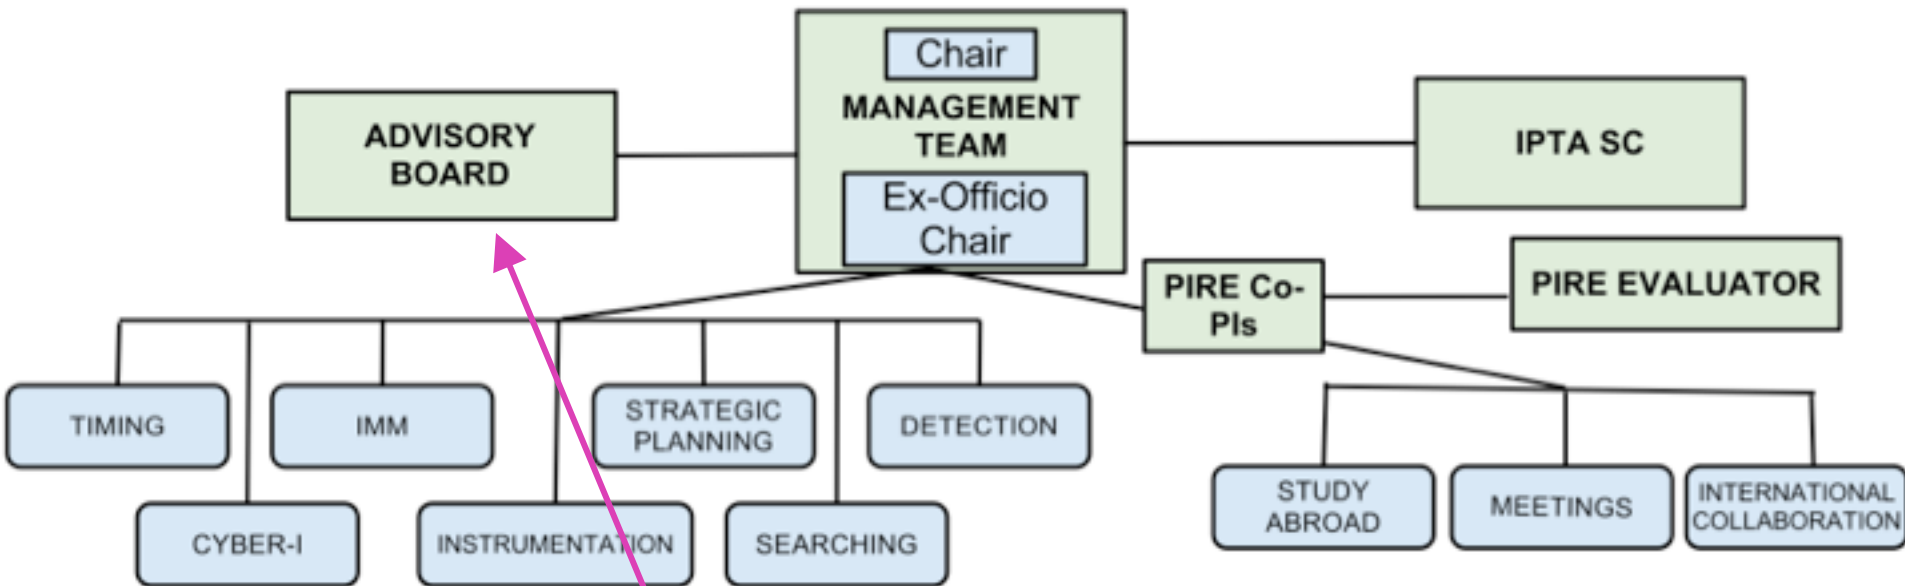 Chair
MANAGEMENT
TEAM
Ex-Officio
Chair
ADVISORY
BOARD
IPTA SC
PIRE Co-
PIs
PIRE EVALUATOR
TIMING
IMM
STRATEGIC
PLANNING
DETECTION
CYBER-I
INSTRUMENTATION
SEARCHING
STUDY
ABROAD
MEETINGS
INTERNATIONAL
COLLABORATION